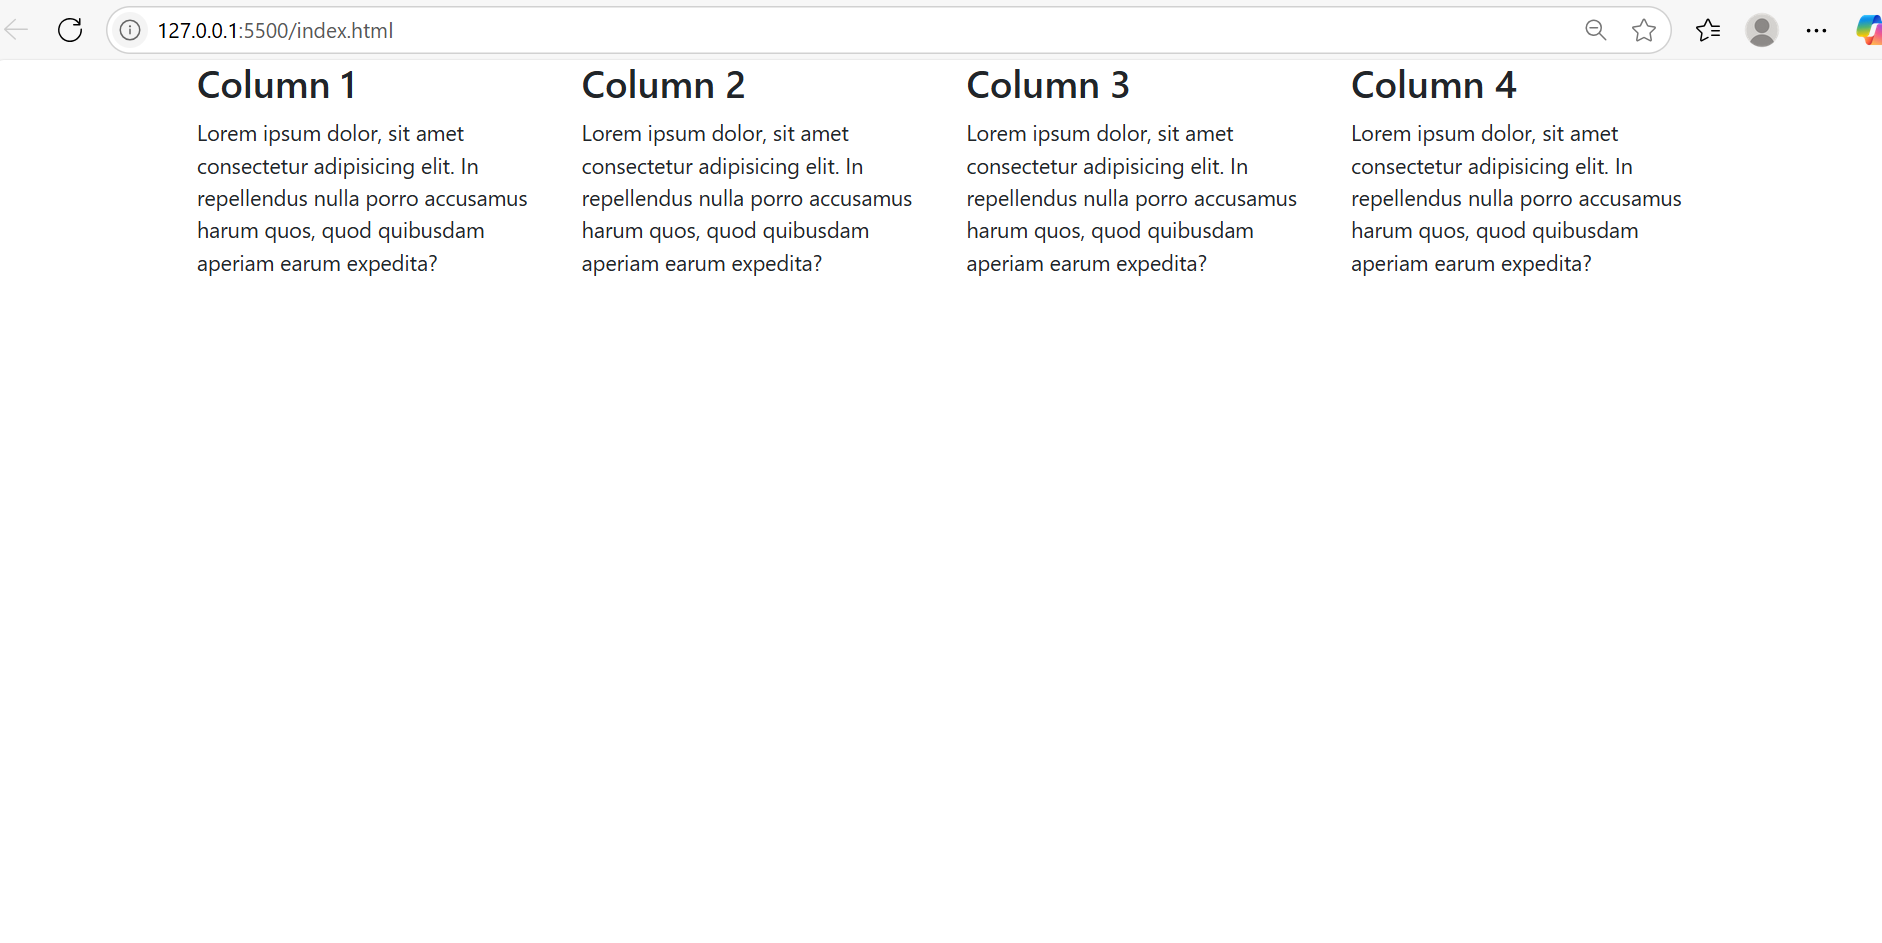 127.0.0.1:5500/index.html
Column 1
Lorem ipsum dolor, sit amet
consectetur adipisicing elit. In
repellendus nulla porro accusamus
harum quos, quod quibusdam
aperiam earum expedita?
Column 2
Lorem ipsum dolor, sit amet
consectetur adipisicing elit. In
repellendus nulla porro accusamus
harum quos, quod quibusdam
aperiam earum expedita?
Column 3
Lorem ipsum dolor, sit amet
consectetur adipisicing elit. In
repellendus nulla porro accusamus
harum quos, quod quibusdam
aperiam earum expedita?
Column 4
Lorem ipsum dolor, sit amet
consectetur adipisicing elit. In
repellendus nulla porro accusamus
harum quos, quod quibusdam
aperiam earum expedita?